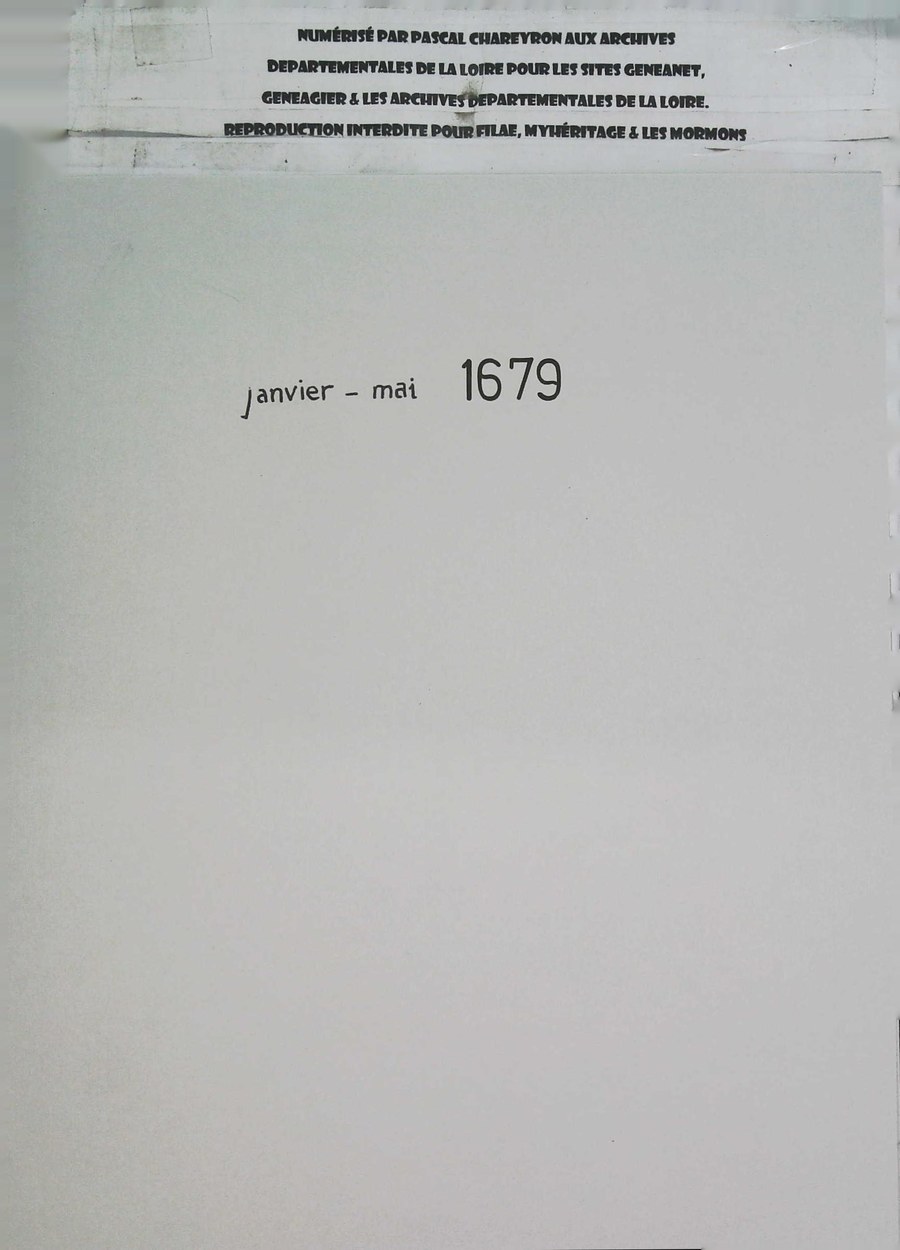 NUMÉRISÉ PAR PASCAL CHAREYRON AUX ARCHIVES
DEPARTEMENTALES DE LA LOIRE POUR LES SITES GENEANET,
GENEAGIER & LES ARCHIVES DEPARTEMENTALES DE LA LOIRE.
REPRODUCTION INTERDITE POUR FILAE, MYHÉRITAGE & LES MORMONS
janvier - mai 1679